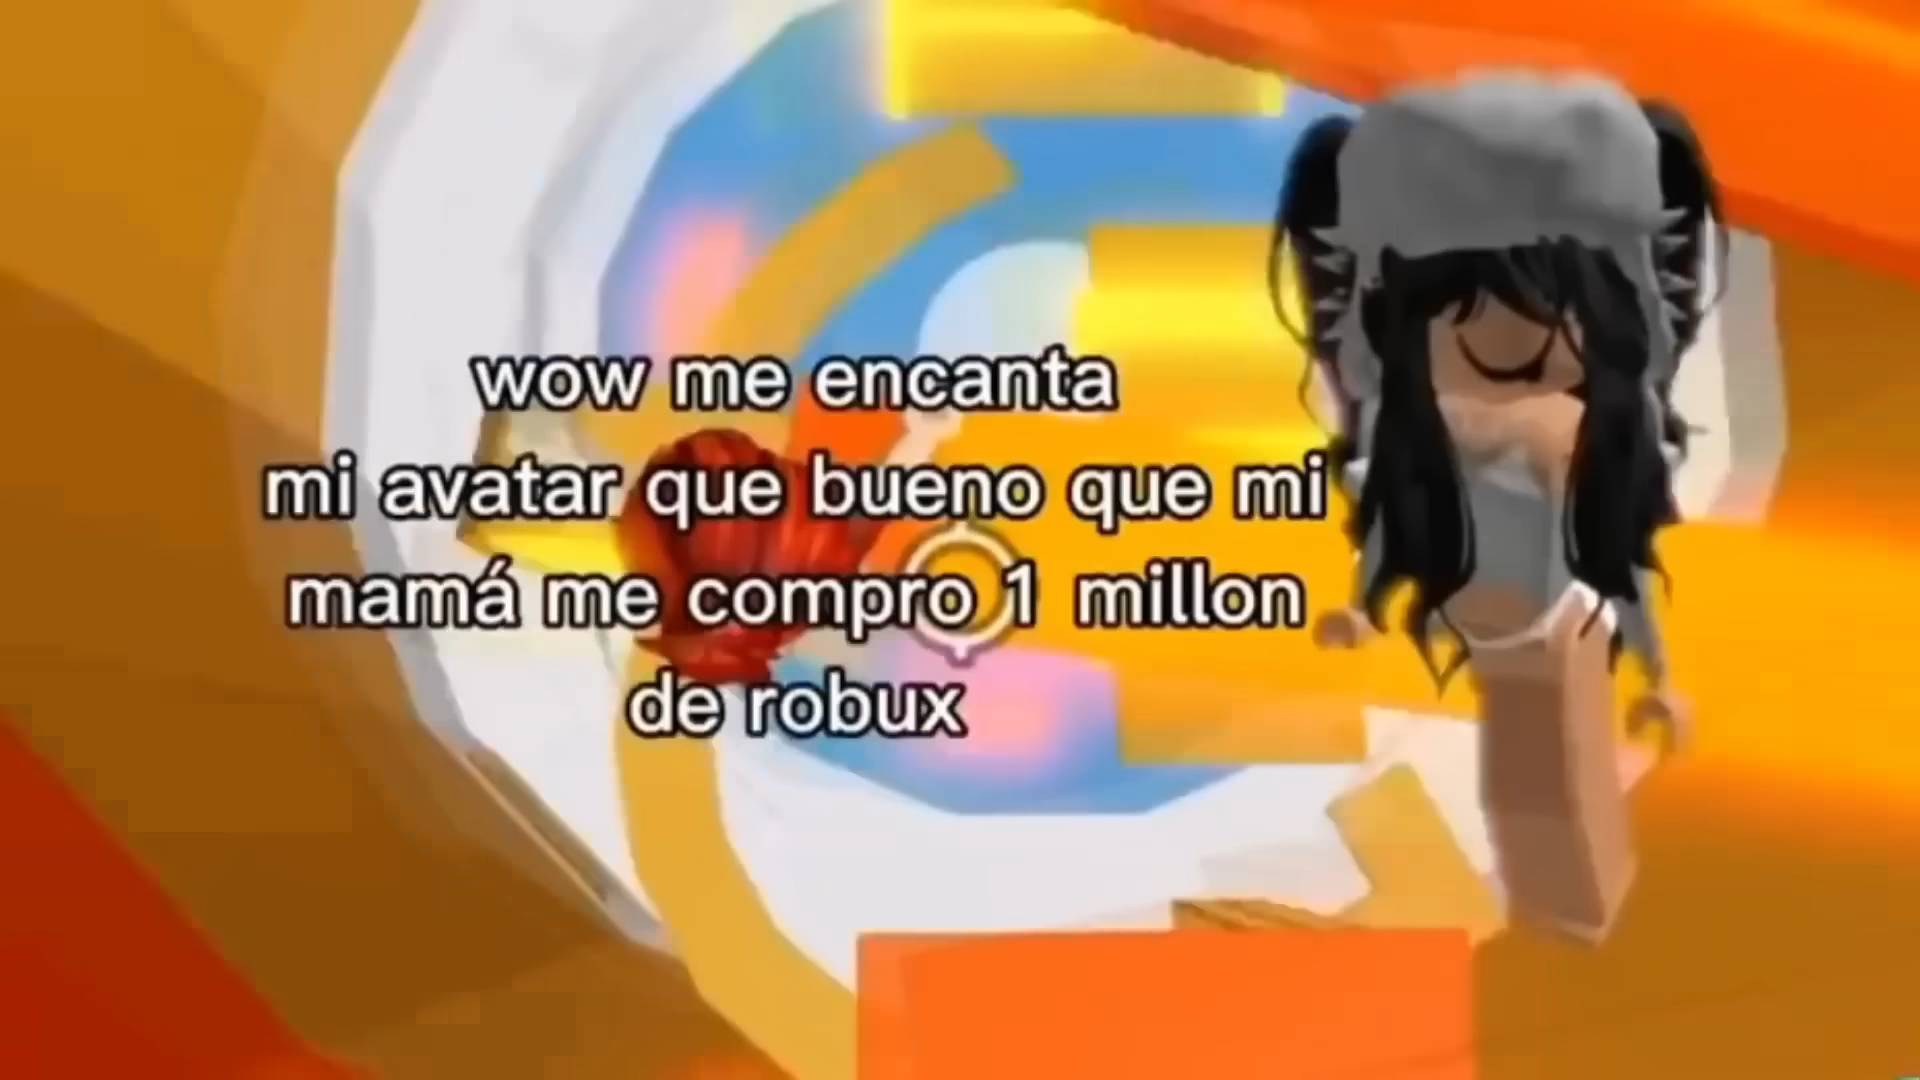 wow me encanta
mi avatar que bueno que mi
mamá me compro 1 millon
de robux